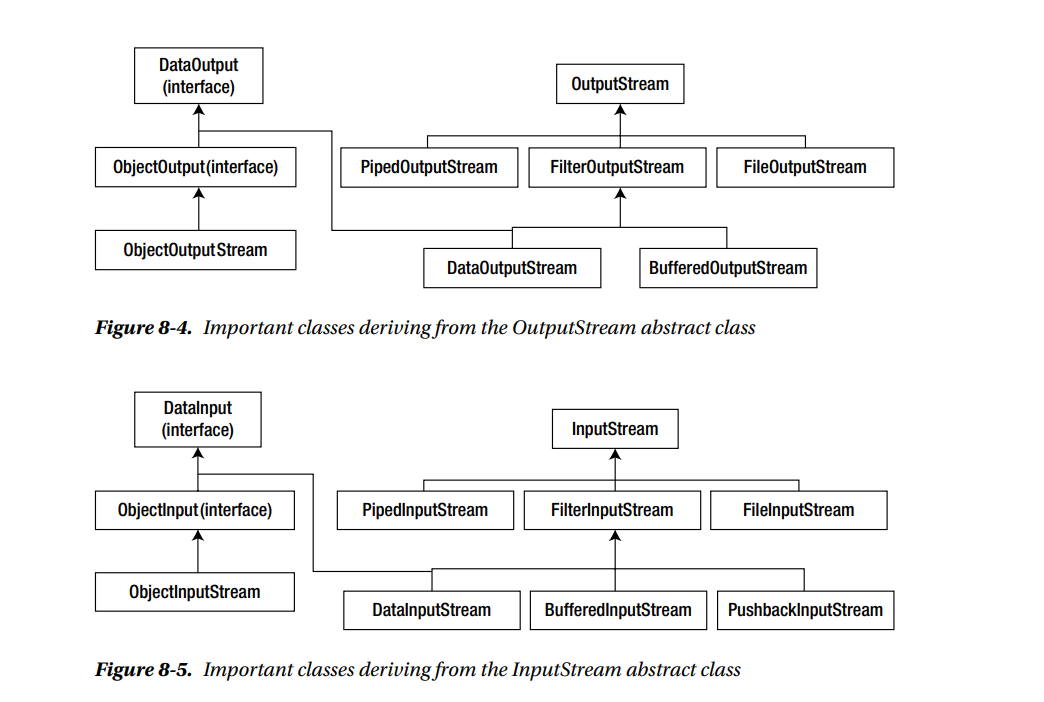 DataOutput
(interface)
OutputStream
ObjectOutput (interface)
PipedOutputStream
FilterOutputStream
FileOutputStream
ObjectOutput Stream
DataOutputStream
BufferedOutputStream
Figure 8-4. Important classes deriving from the OutputStream abstract class
DataInput
(interface)
InputStream
ObjectInput (interface)
PipedInputStream
FilterInputStream
FileInputStream
ObjectInputStream
DataInputStream
BufferedInputStream
PushbackInputStream
Figure 8-5. Important classes deriving from the InputStream abstract class